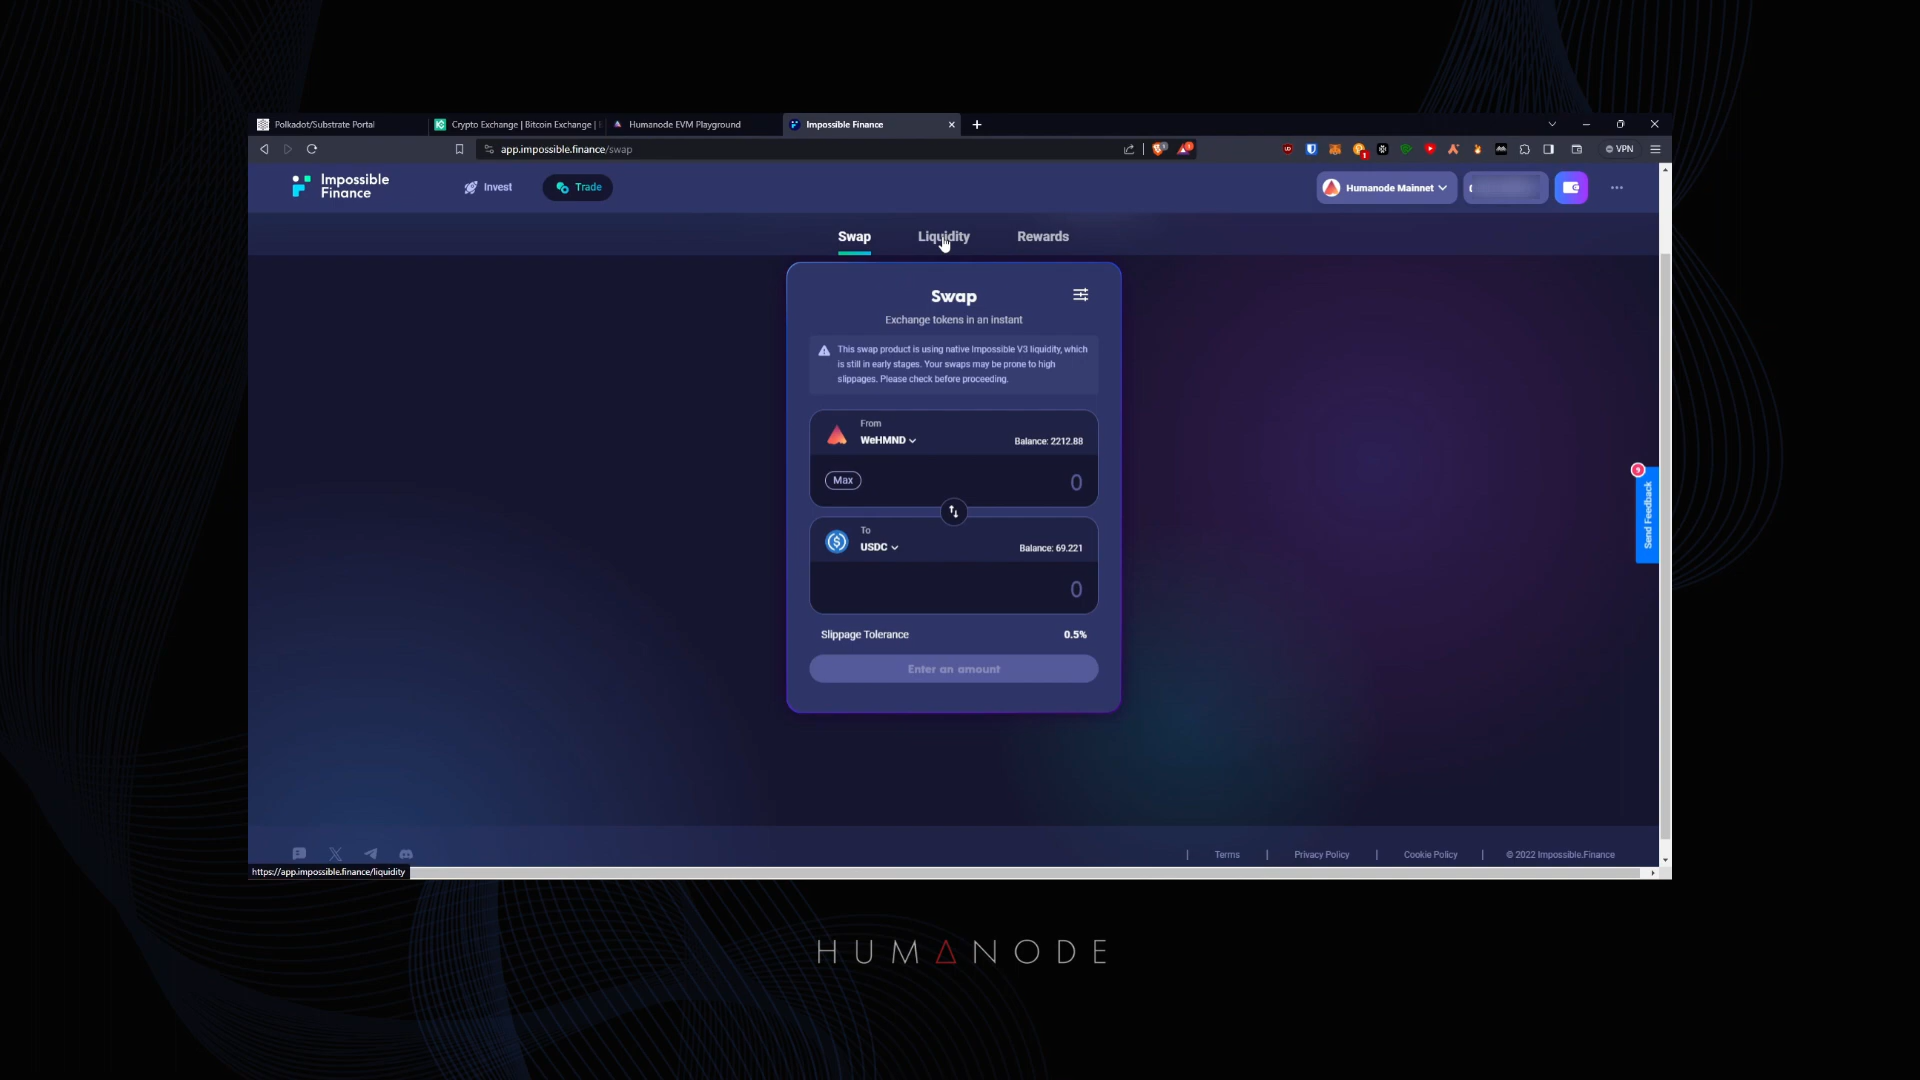 Polkadot/Substrate Portal
Crypto Exchange | Bitcoin Exchange |
Humanode EVM Playground
Impossible Finance
app.impossible.finance/swap
VPN
Impossible
Finance
Invest
Trade
Humanode Mainnet
Swap
Liquidity
Rewards
Swap
Exchange tokens in an instant
This swap product is using native Impossible V3 liquidity, which
is still in early stages. Your swaps may be prone to high
slippages. Please check before proceeding.
From
WeHMND
Balance: 2212.88
Max
0
To
USDC
Balance: 69.221
0
Slippage Tolerance
0.5%
Enter an amount
Send Feedback
Terms
Privacy Policy
Cookie Policy
© 2022 Impossible.Finance
https://app.impossible.finance/liquidity
HUMANODE